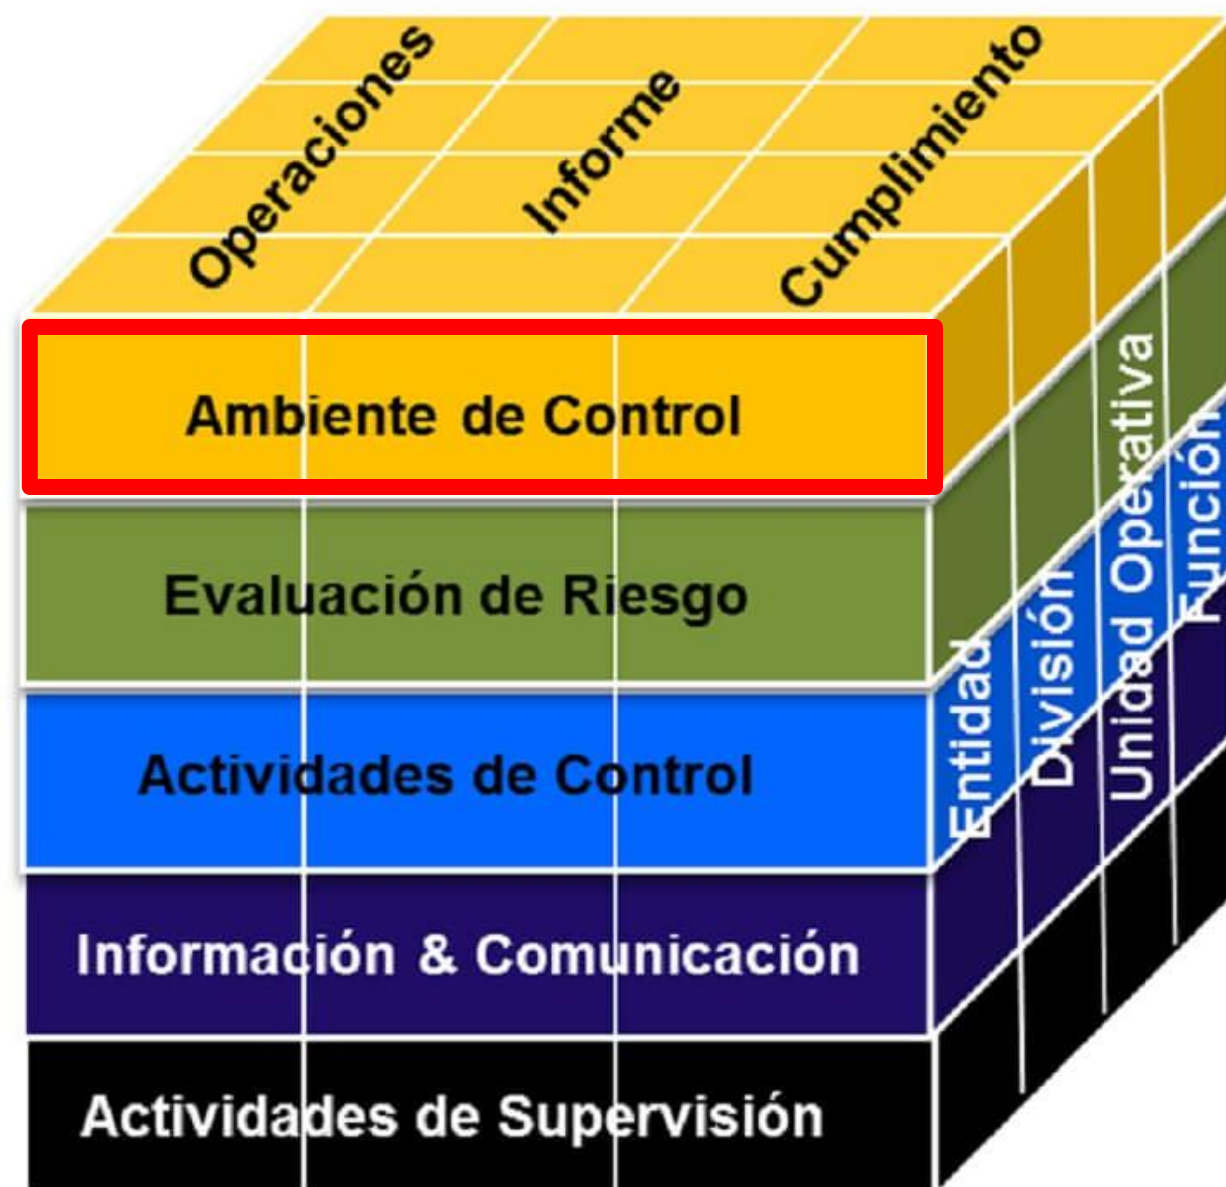 Operaciones
Informe
Cumplimiento
Ambiente de Control
Evaluación de Riesgo
Actividades de Control
Información & Comunicación
Actividades de Supervisión
Entidad
División
Unidad Operativa
Función